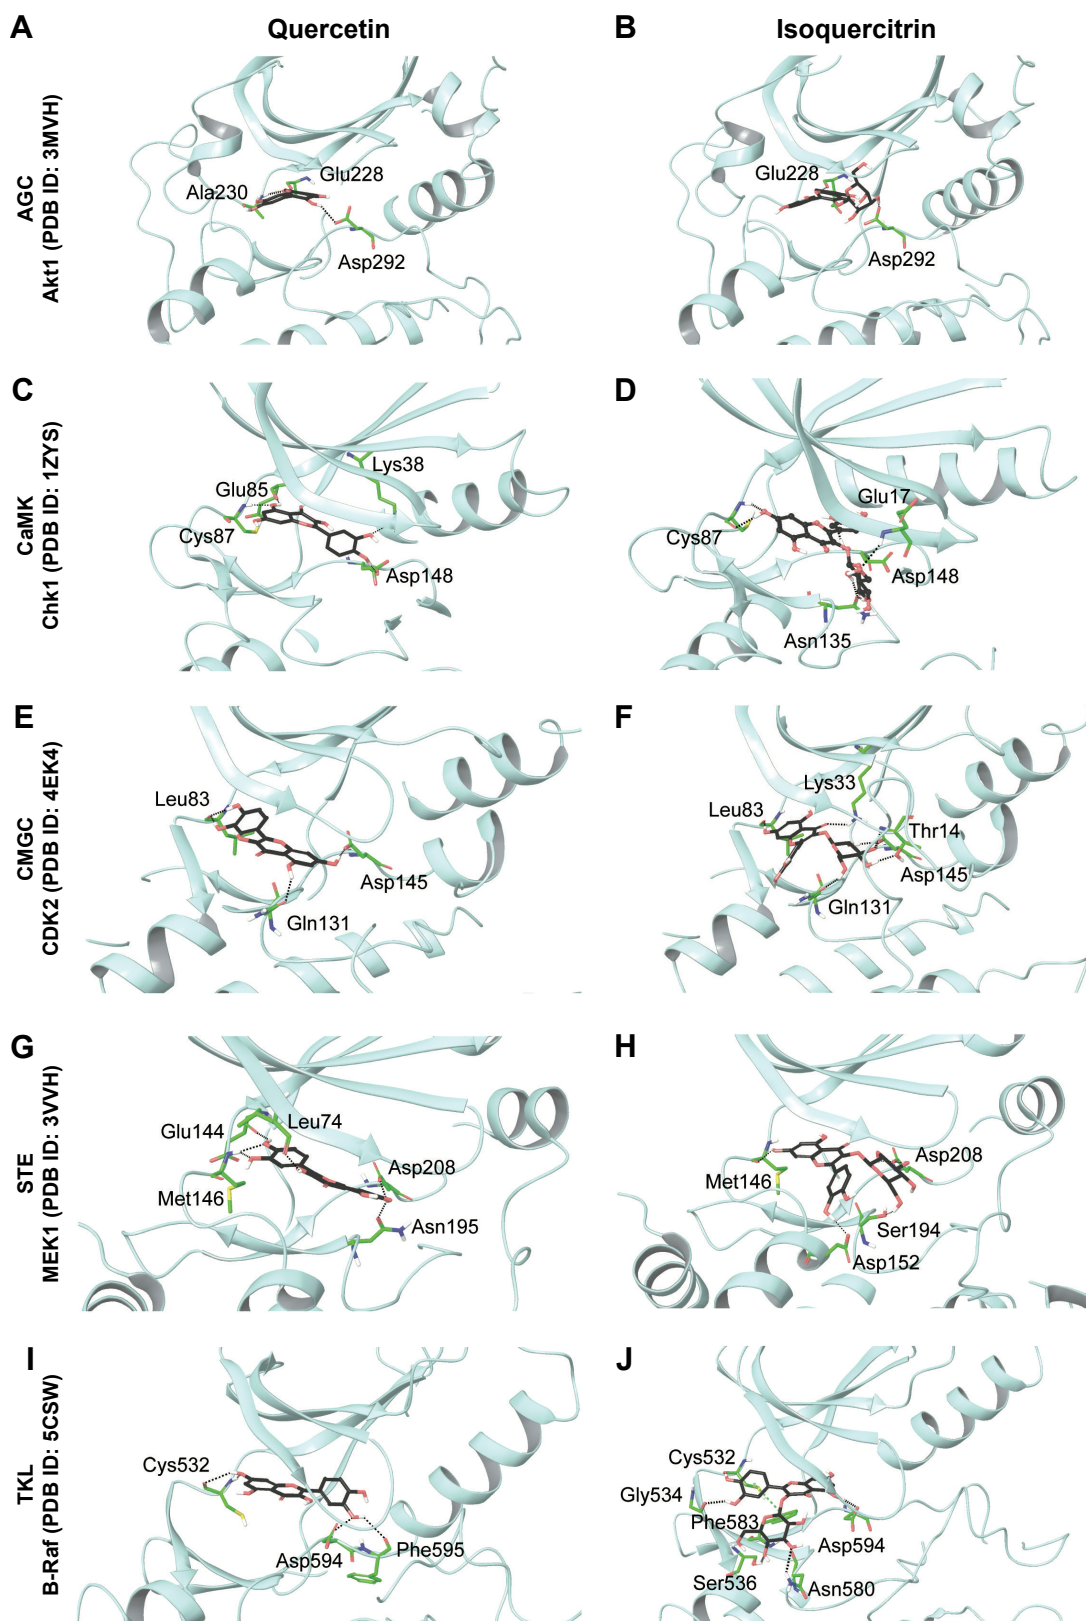 A
Quercetin
B
Isoquercitrin
AGC
Akt1 (PDB ID: 3MVH)
Ala230
Glu228
Asp292
Glu228
Asp292
C
D
CaMK
Chk1 (PDB ID: 1ZYS)
Lys38
Glu85
Cys87
Asp148
Glu17
Cys87
Asp148
Asn135
E
F
CMGC
CDK2 (PDB ID: 4EK4)
Leu83
Asp145
Gln131
Lys33
Leu83
Thr14
Asp145
Gln131
G
H
STE
MEK1 (PDB ID: 3VVH)
Leu74
Glu144
Asp208
Met146
Asn195
Asp208
Met146
Ser194
Asp152
I
J
TKL
B-Raf (PDB ID: 5CSW)
Cys532
Asp594
Phe595
Cys532
Gly534
Phe583
Asp594
Ser536
Asn580